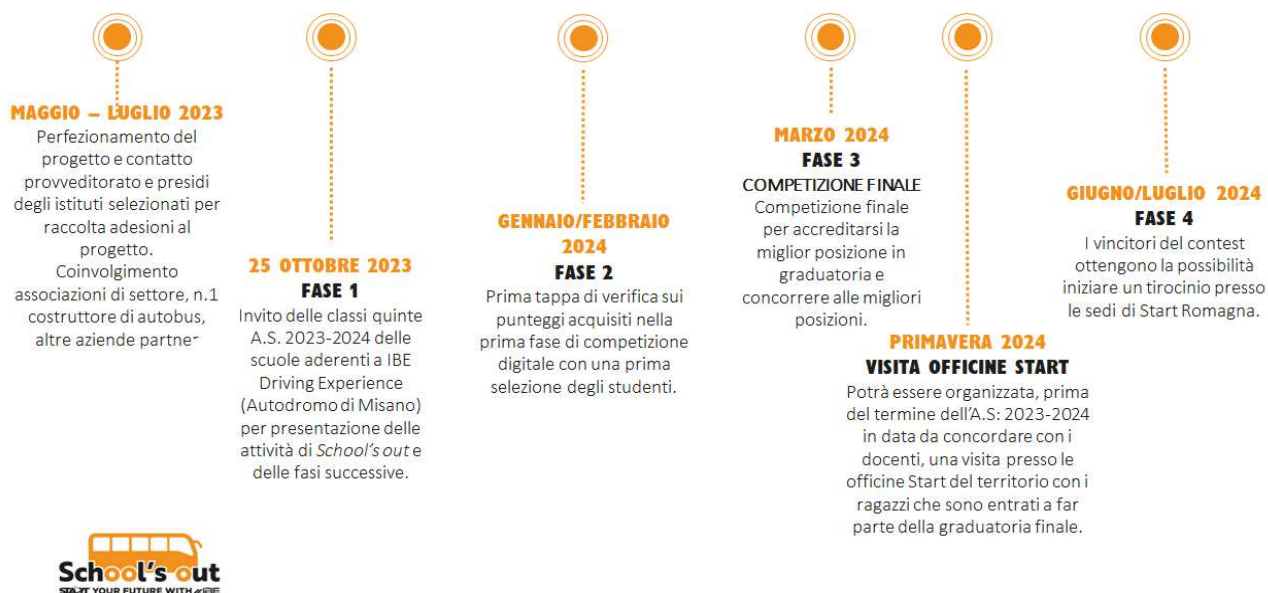 MAGGIO – LUGLIO 2023
Perfezionamento del
progetto e contatto
provveditorato e presidi
degli istituti selezionati per
raccolta adesioni al
progetto.
Coinvolgimento
associazioni di settore, n.1
costruttore di autobus,
altre aziende partner
25 OTTOBRE 2023
FASE 1
Invito delle classi quinte
A.S. 2023-2024 delle
scuole aderenti a IBE
Driving Experience
(Autodromo di Misano)
per presentazione delle
attività di School's out e
delle fasi successive.
GENNAIO/FEBBRAIO
2024
FASE 2
Prima tappa di verifica sui
punteggi acquisiti nella
prima fase di competizione
digitale con una prima
selezione degli studenti.
MARZO 2024
FASE 3
COMPETIZIONE FINALE
Competizione finale
per accreditarsi la
miglior posizione in
graduatoria e
concorrere alle migliori
posizioni.
PRIMAVERA 2024
VISITA OFFICINE START
Potrà essere organizzata, prima
del termine dell'A.S: 2023-2024
in data da concordare con i
docenti, una visita presso le
officine Start del territorio con i
ragazzi che sono entrati a far
parte della graduatoria finale.
GIUGNO/LUGLIO 2024
FASE 4
I vincitori del contest
ottengono la possibilità
iniziare un tirocinio presso
le sedi di Start Romagna.
School's out
START YOUR FUTURE WITH IBE